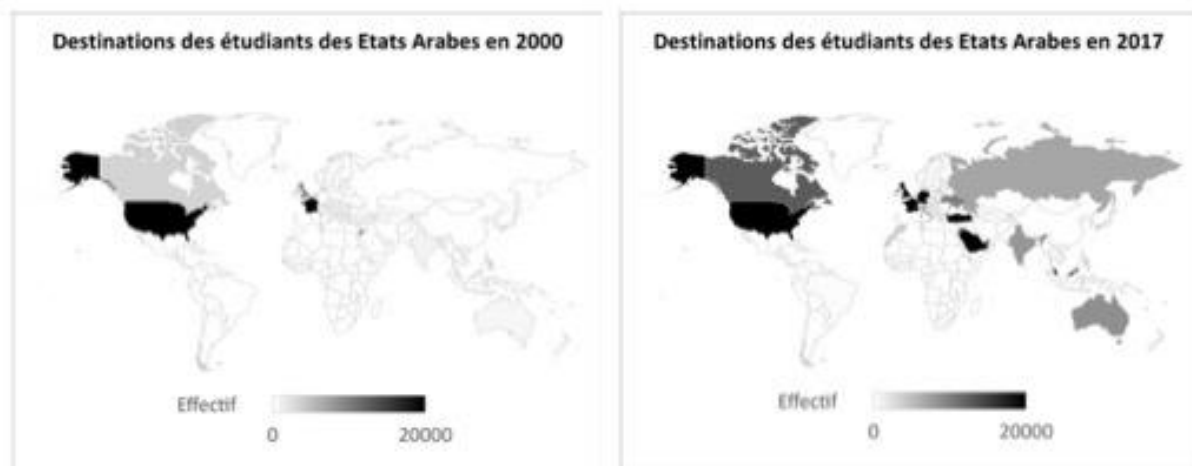 Destinations des étudiants des Etats Arabes en 2000
Effectif
0
20000
Destinations des étudiants des Etats Arabes en 2017
Effectif
0
20000